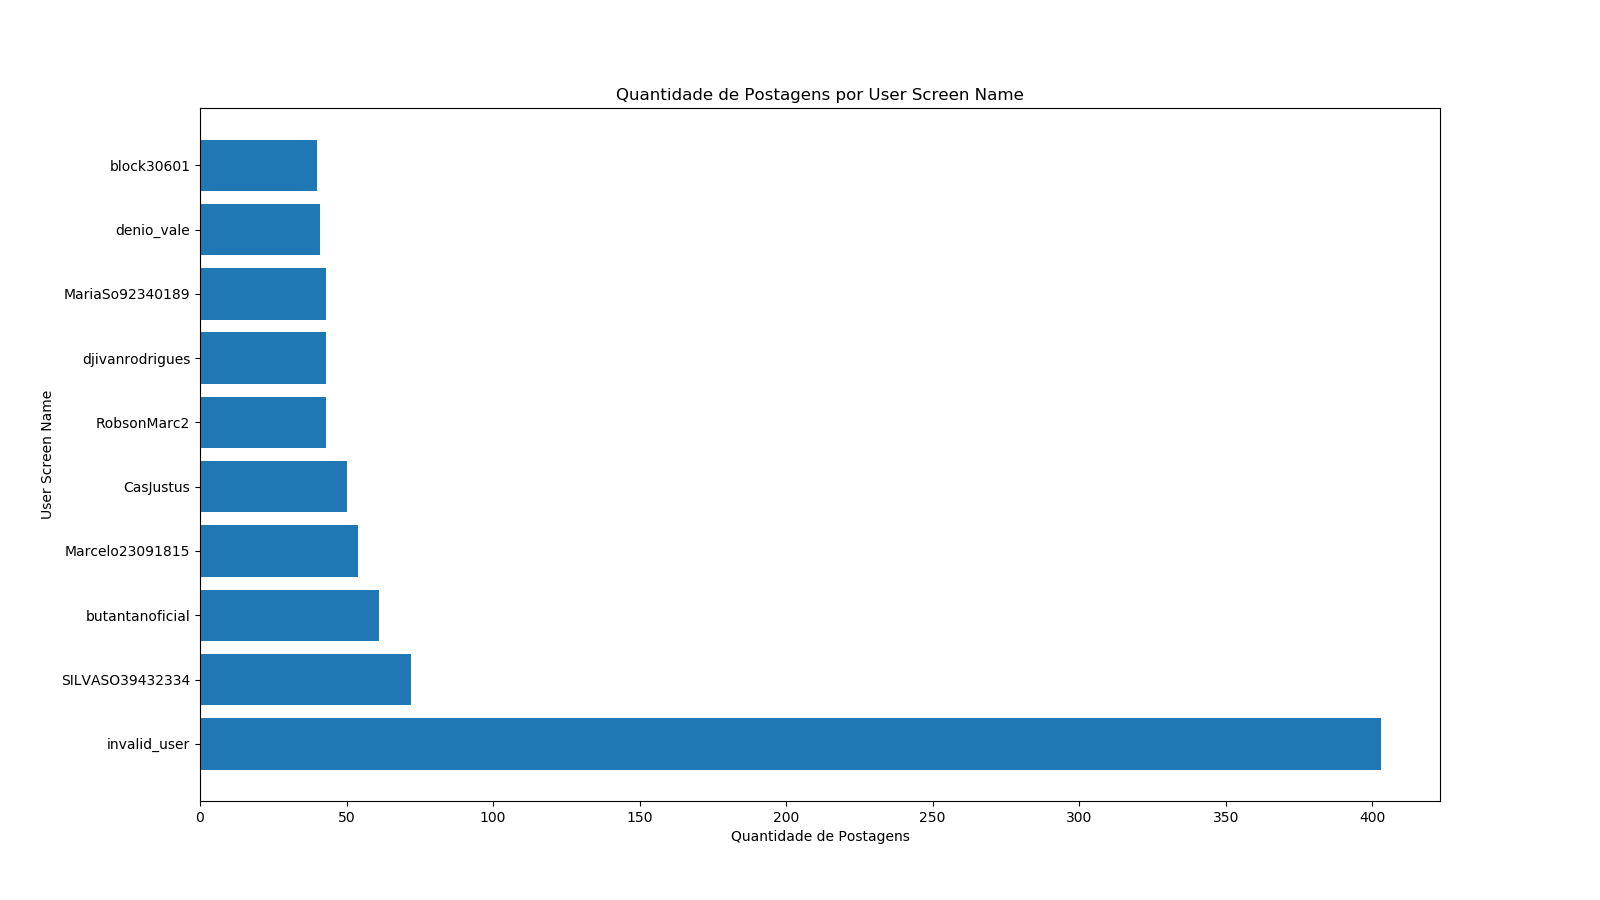 Quantidade de Postagens por User Screen Name
block30601
denio_vale
MariaSo92340189
djivanrodrigues
RobsonMarc2
CasJustus
Marcelo23091815
butantanoficial
SILVASO39432334
invalid_user
User Screen Name
0 50 100 150 200 250 300 350 400
Quantidade de Postagens